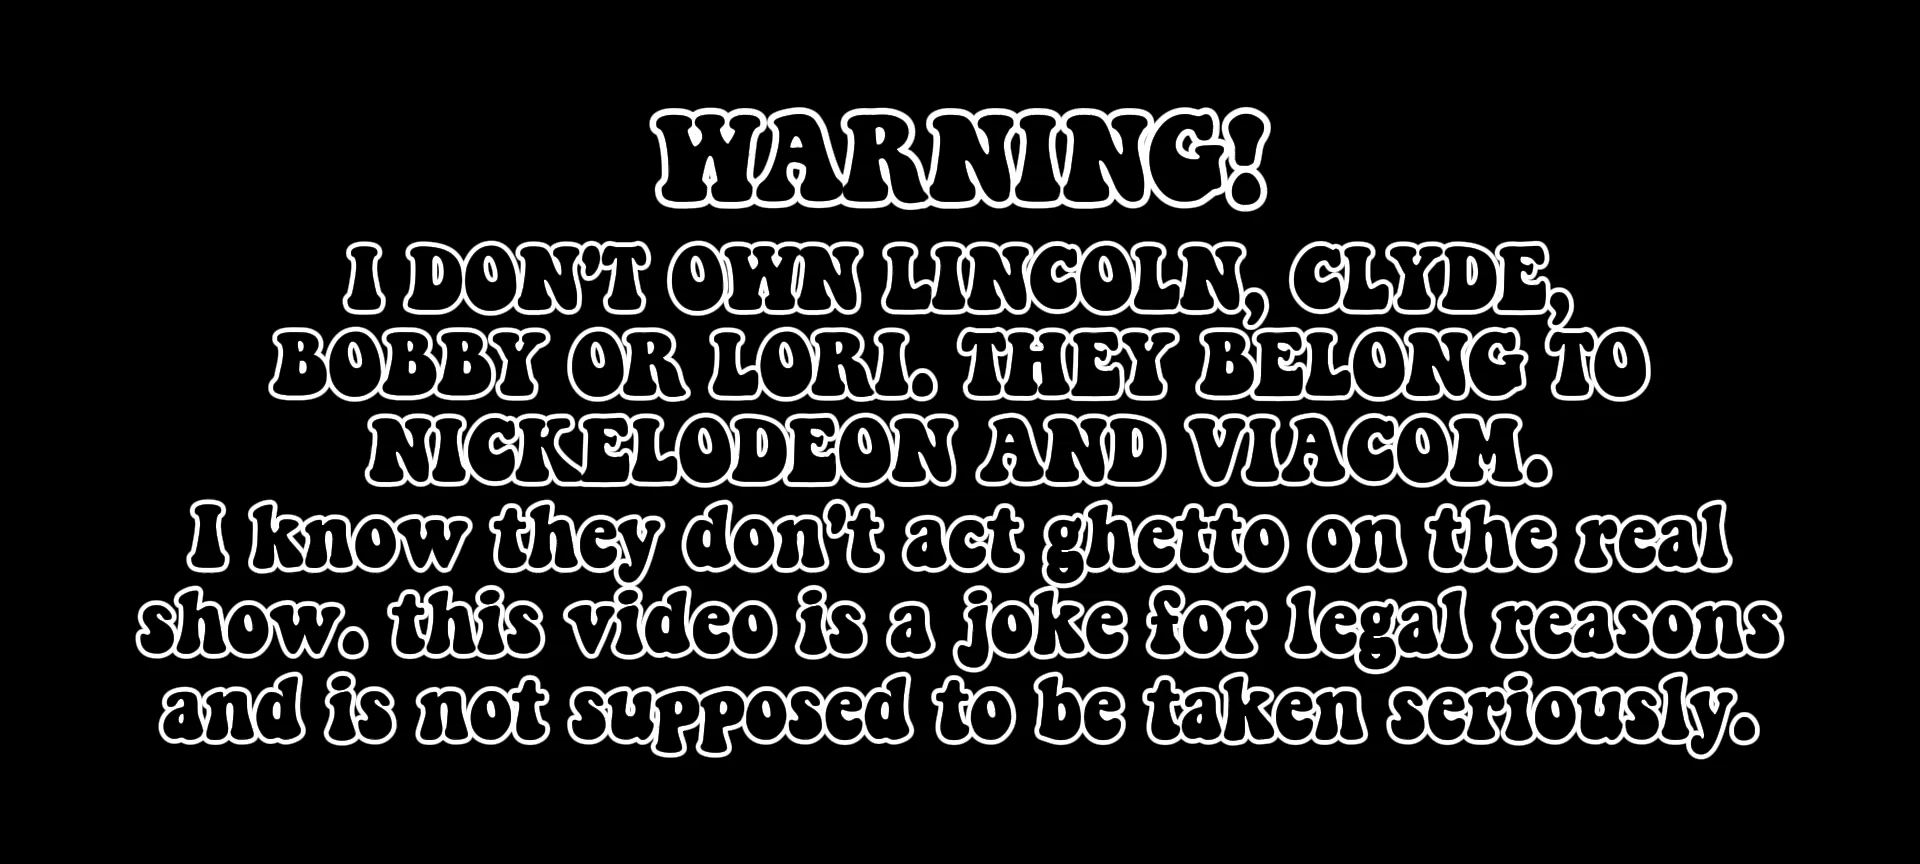 WARNING!
I DON'T OWN LINCOLN, CLYDE,
BOBBY OR LORI. THEY BELONG TO
NICKELODEON AND VIACOM.
I know they don't act ghetto on the real
show. this video is a joke for legal reasons
and is not supposed to be taken seriously.